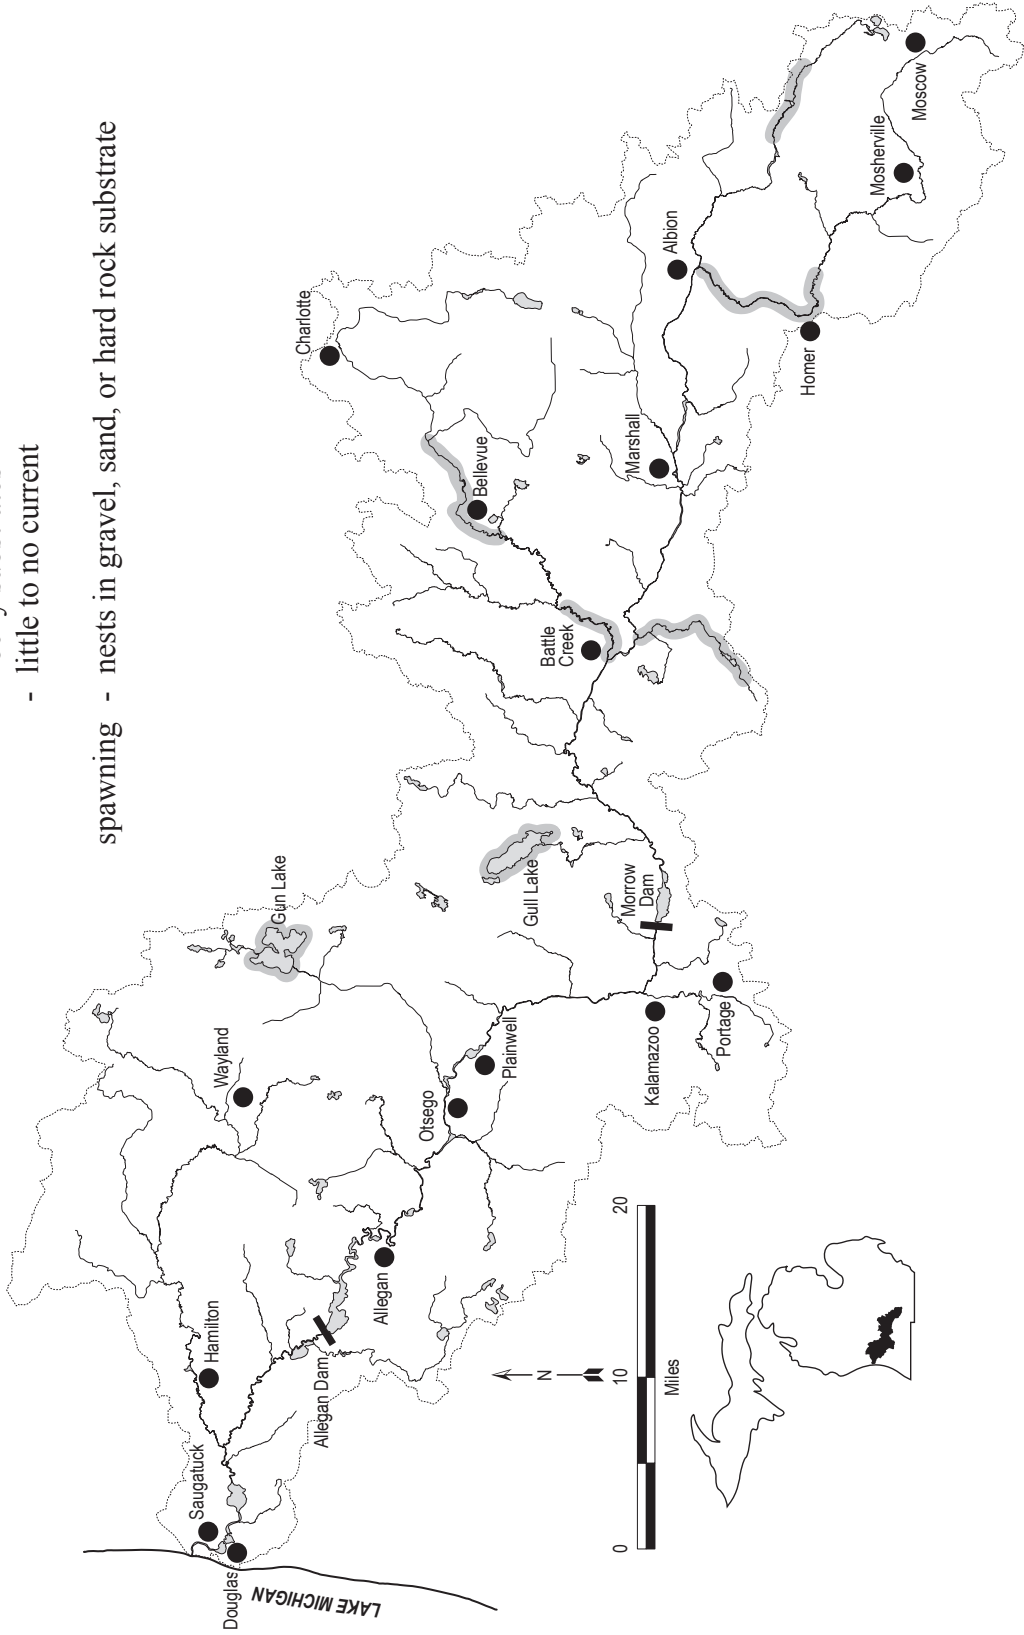 - little to no current
spawning - nests in gravel, sand, or hard rock substrate
Charlotte
Bellevue
Battle
Creek
Marshall
Albion
Homer
Mosherville
Moscow
Gun Lake
Gull Lake
Morrow
Dam
Wayland
Otsego
Plainwell
Kalamazoo
Portage
Hamilton
Allegan
Allegan Dam
Saugatuck
Douglas
LAKE MICHIGAN
N
0
10
20
Miles